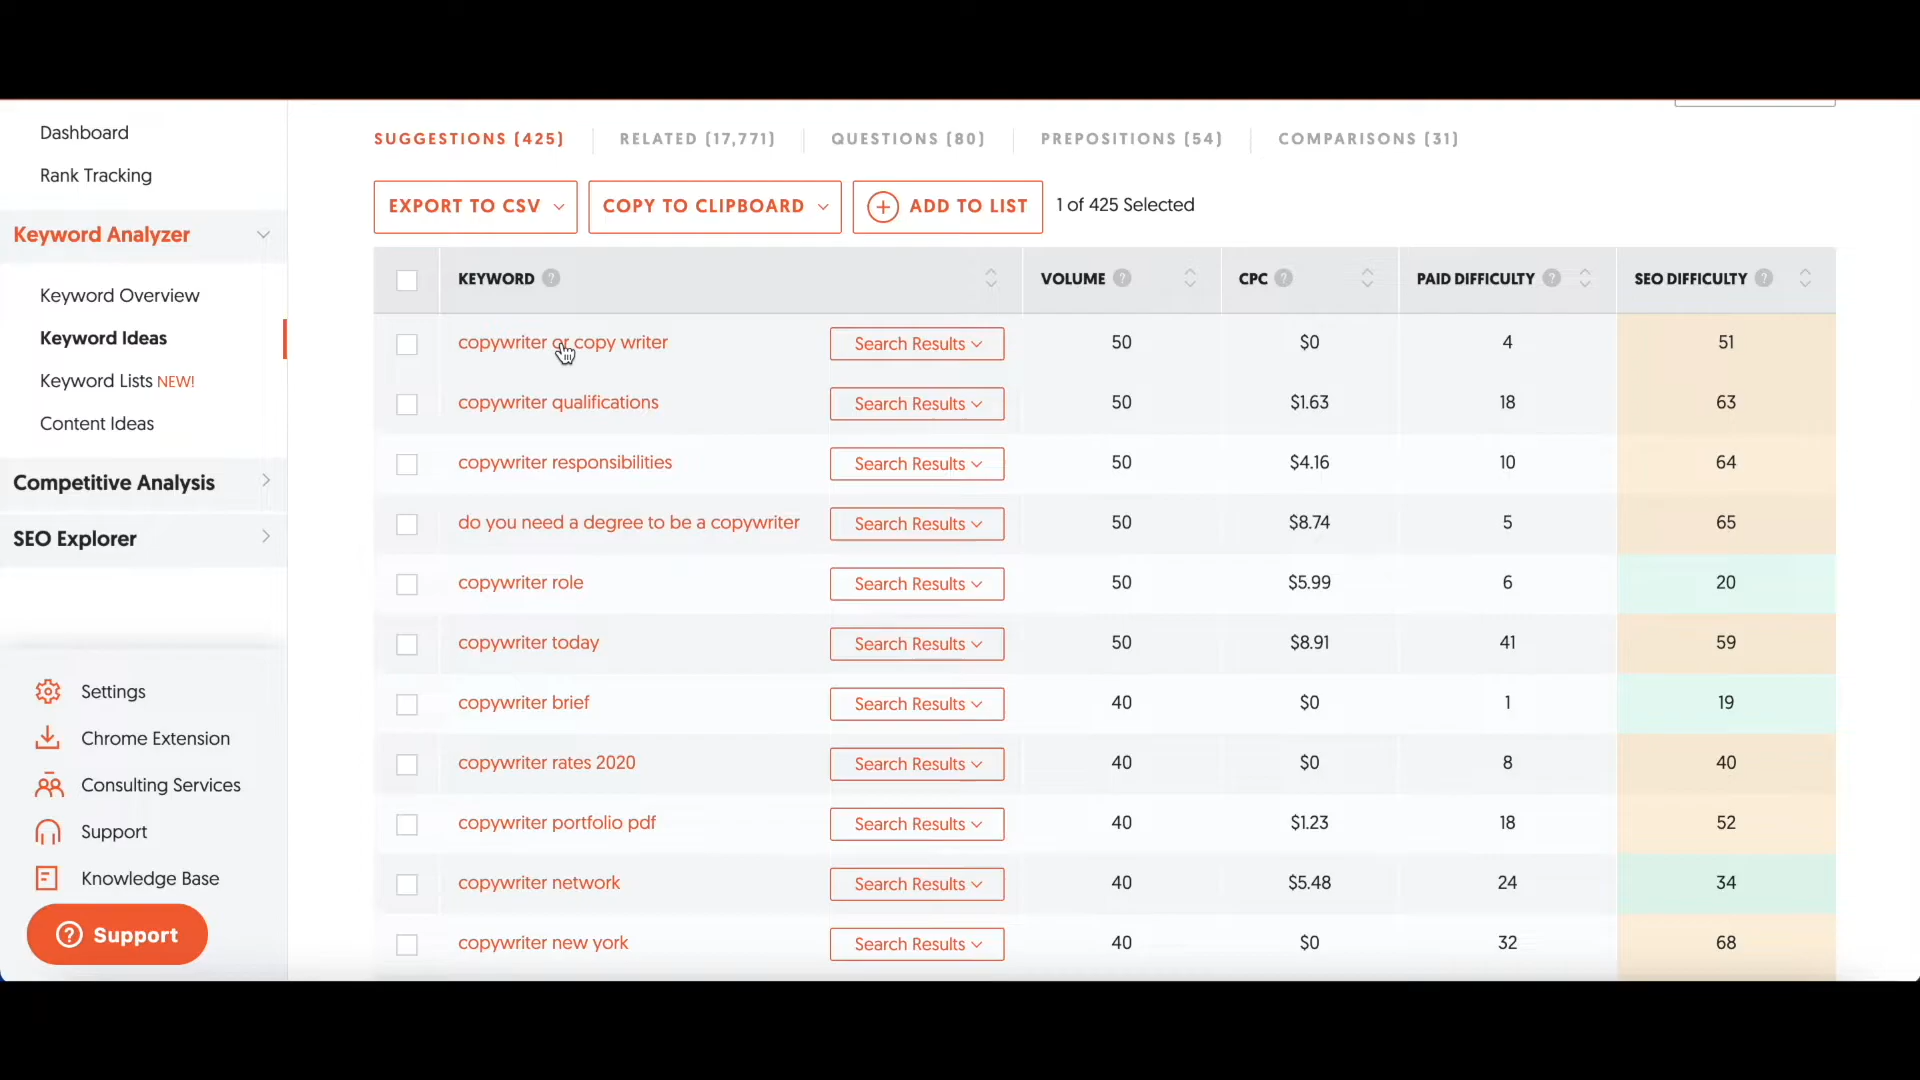 Dashboard
Rank Tracking
Keyword Analyzer
Keyword Overview
Keyword Ideas
Keyword Lists NEW!
Content Ideas
Competitive Analysis
SEO Explorer
Settings
Chrome Extension
Consulting Services
Support
Knowledge Base
? Support
SUGGESTIONS (425) RELATED (17,771) QUESTIONS (80) PREPOSITIONS (54) COMPARISONS (31)
EXPORT TO CSV COPY TO CLIPBOARD + ADD TO LIST 1 of 425 Selected
KEYWORD ? VOLUME ? CPC ? PAID DIFFICULTY ? SEO DIFFICULTY ?
copywriter or copy writer Search Results 50 $0 4 51
copywriter qualifications Search Results 50 $1.63 18 63
copywriter responsibilities Search Results 50 $4.16 10 64
do you need a degree to be a copywriter Search Results 50 $8.74 5 65
copywriter role Search Results 50 $5.99 6 20
copywriter today Search Results 50 $8.91 41 59
copywriter brief Search Results 40 $0 1 19
copywriter rates 2020 Search Results 40 $0 8 40
copywriter portfolio pdf Search Results 40 $1.23 18 52
copywriter network Search Results 40 $5.48 24 34
copywriter new york Search Results 40 $0 32 68